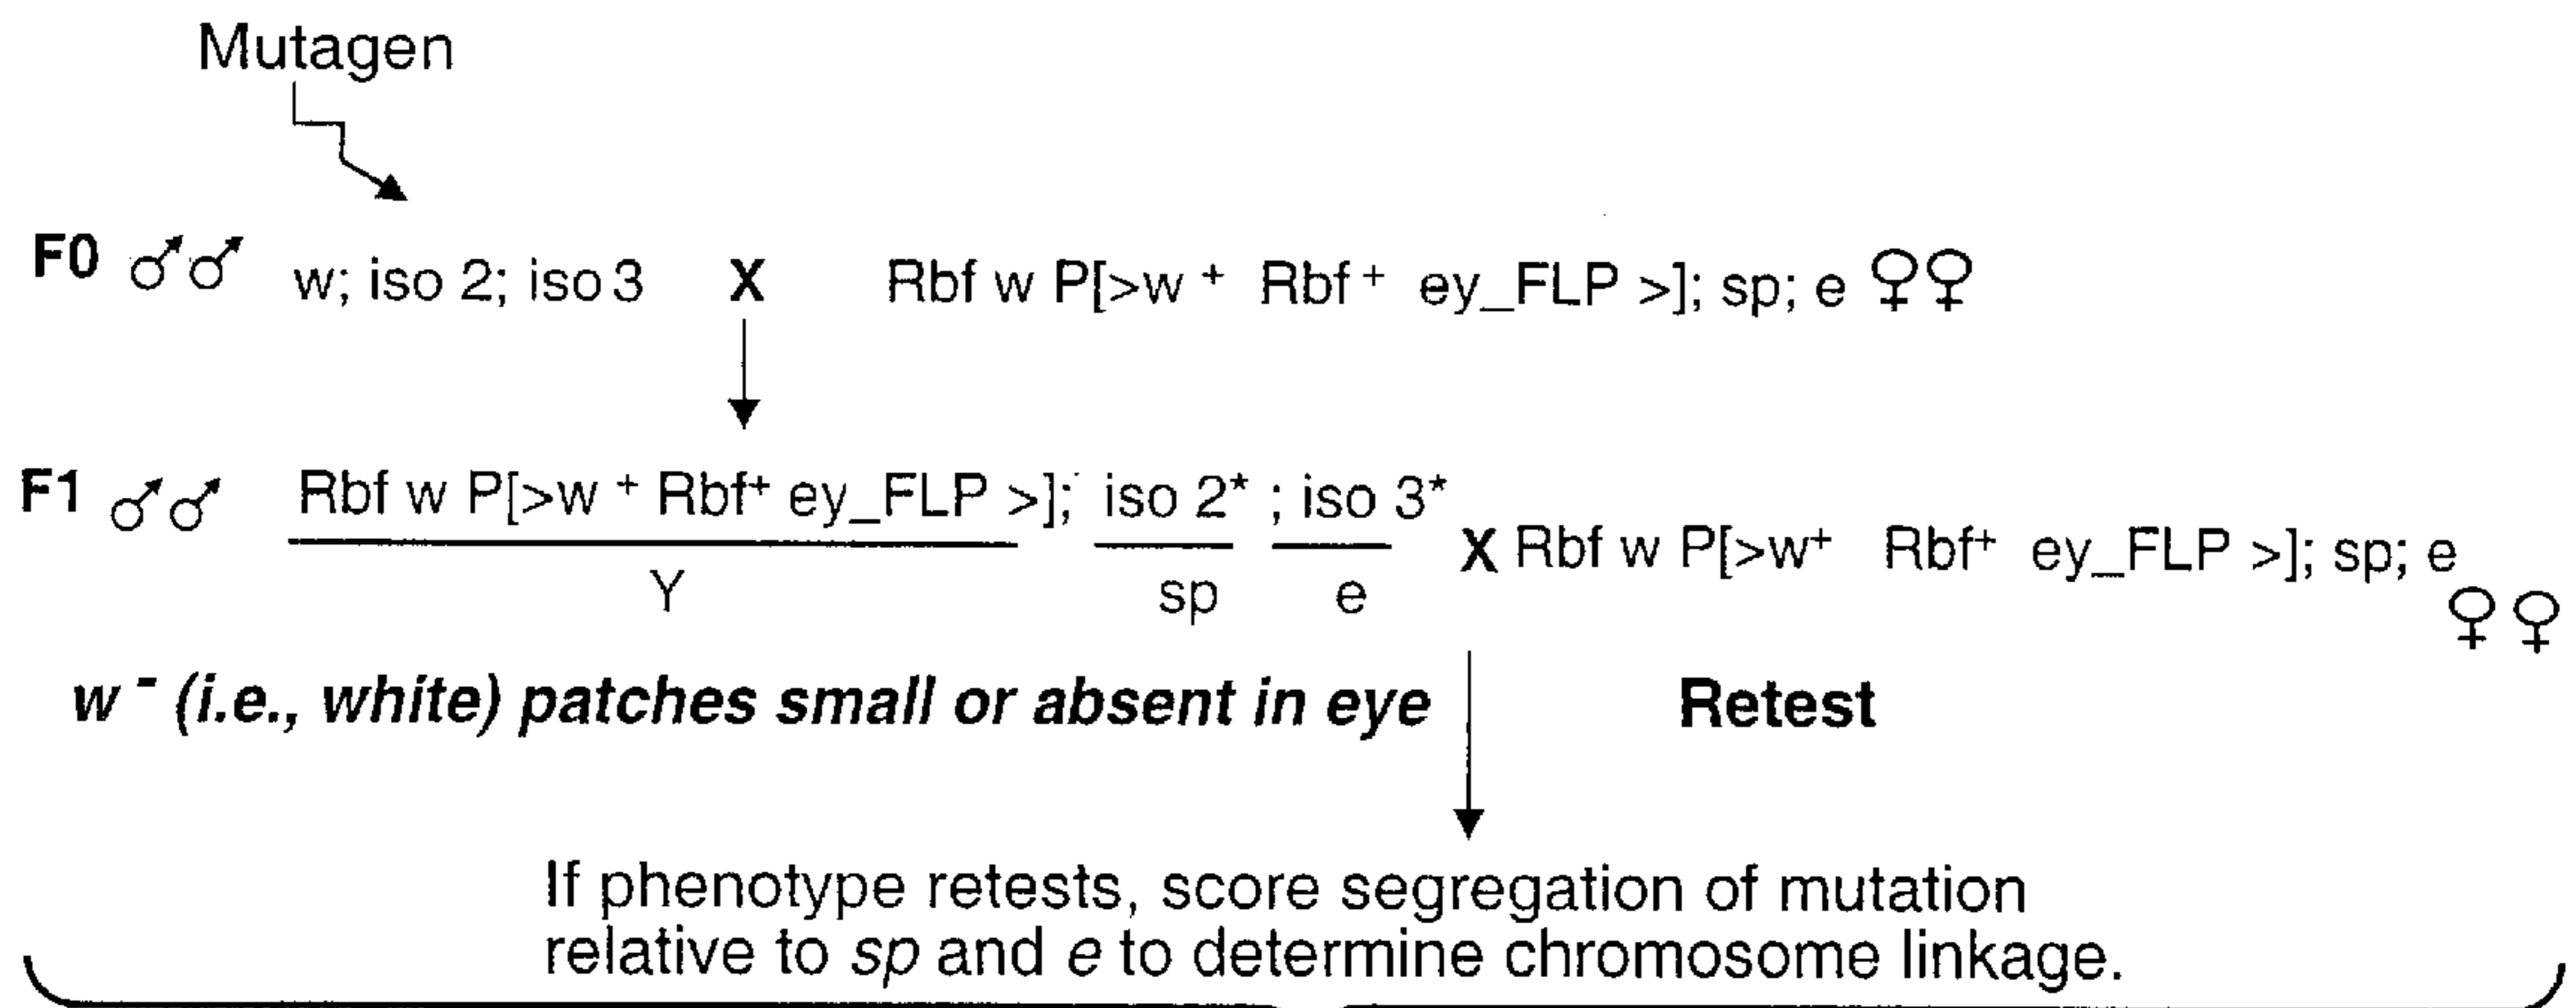 Mutagen
F0 ♂♂ w; iso 2; iso 3 X Rbf w P[>w + Rbf + ey_FLP >]; sp; e ♀♀
F1 ♂♂ Rbf w P[>w + Rbf+ ey_FLP >]; iso 2* ; iso 3*
X Rbf w P[>w+ Rbf+ ey_FLP >]; sp; e
Y sp e
♀♀
w - (i.e., white) patches small or absent in eye
Retest
If phenotype retests, score segregation of mutation
relative to sp and e to determine chromosome linkage.